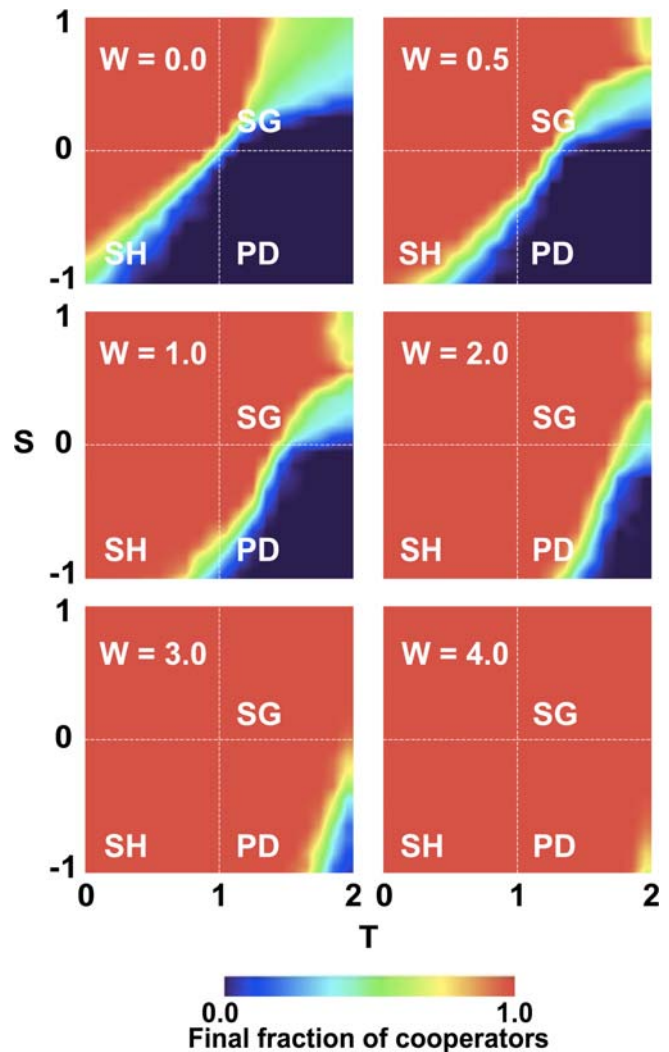 1
W = 0.0
W = 0.5
SG
SG
0
SH
PD
SH
PD
-1
1
W = 1.0
W = 2.0
SG
SG
S
0
SH
PD
SH
PD
-1
1
W = 3.0
W = 4.0
SG
SG
0
SH
PD
SH
PD
-1
0
1
2
0
1
2
T
0.0
1.0
Final fraction of cooperators